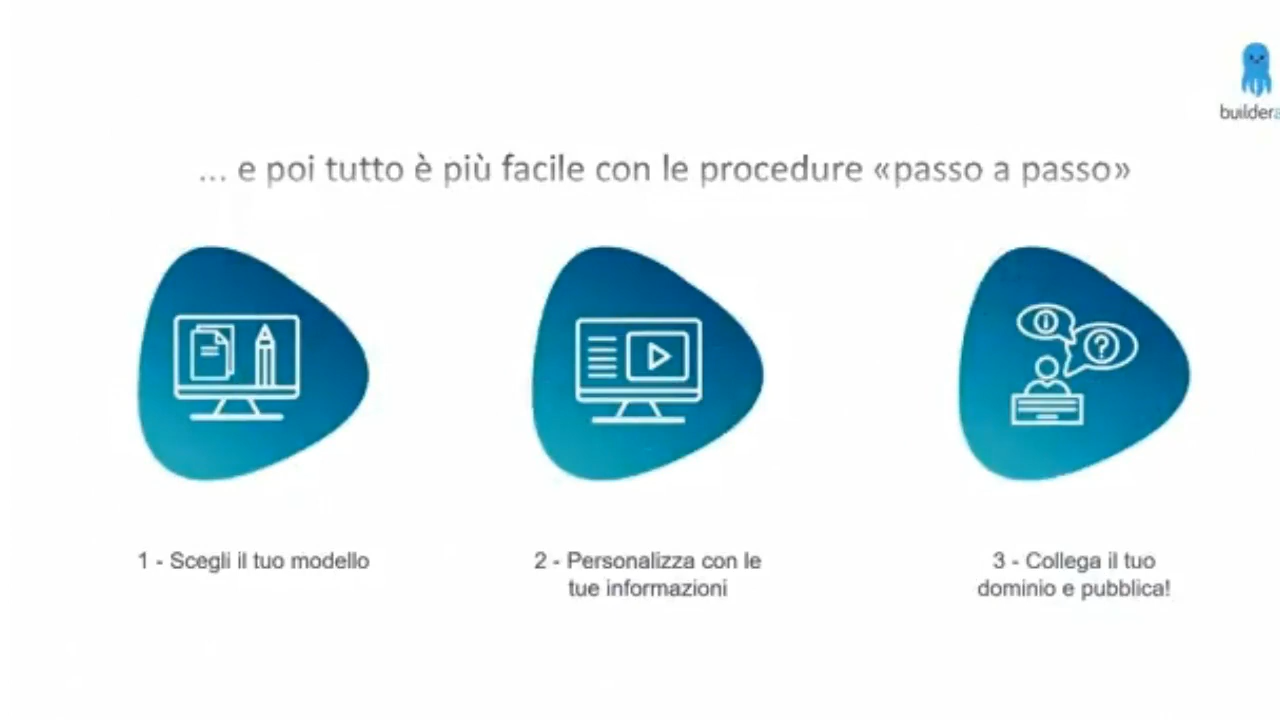 builder
... e poi tutto è più facile con le procedure «passo a passo»
1 - Scegli il tuo modello
2 - Personalizza con le
tue informazioni
3 - Collega il tuo
dominio e pubblica!